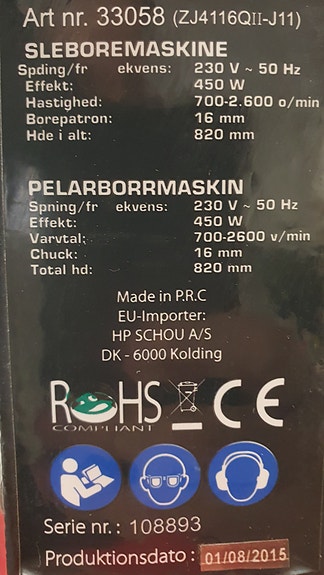 Art nr. 33058 (ZJ4116QII-J11)
SLEBOREMASKINE
Spding/fr ekvens: 230 V ~ 50 Hz
Effekt: 450 W
Hastighed: 700-2.600 o/min
Borepatron: 16 mm
Hde i alt: 820 mm
PELARBORRMASKIN
Spning/fr ekvens: 230 V ~ 50 Hz
Effekt: 450 W
Varvtal: 700-2600 v/min
Chuck: 16 mm
Total hd: 820 mm
Made in P.R.C
EU-Importer:
HP SCHOU A/S
DK - 6000 Kolding
RoHS CE
COMPLIANT
Serie nr.: 108893
Produktionsdato: 01/08/2015